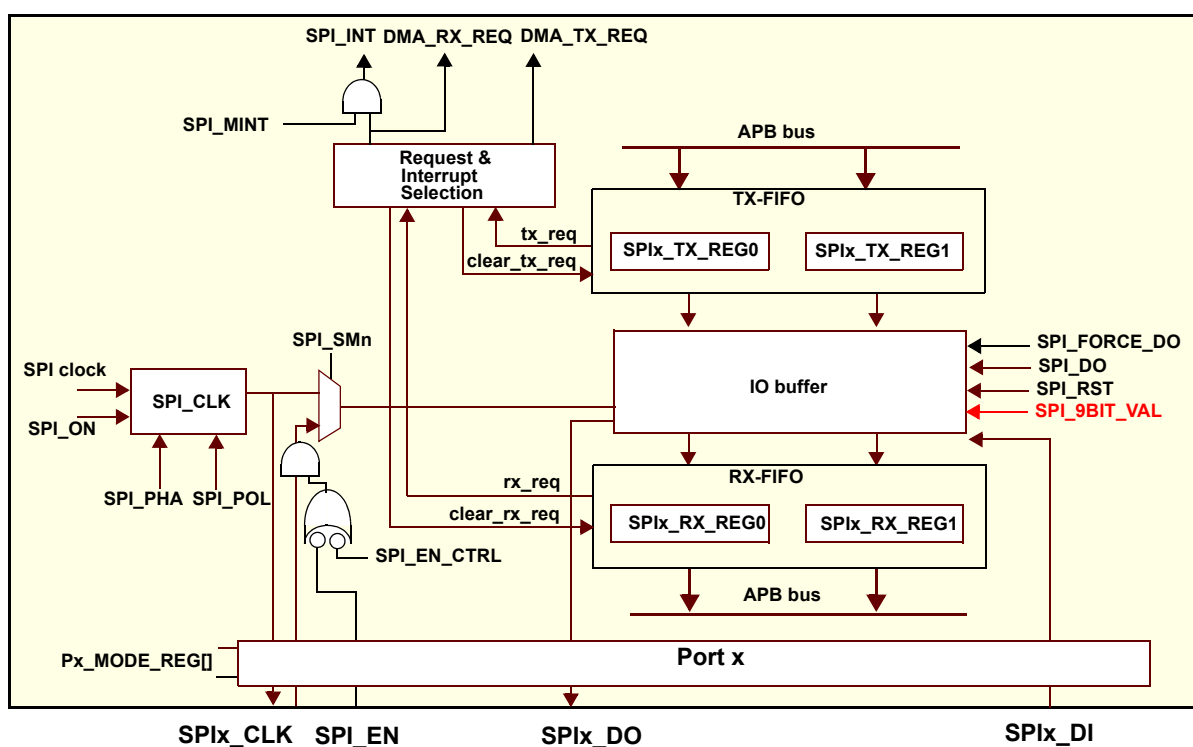 SPI_INT DMA_RX_REQ DMA_TX_REQ
SPI_MINT
APB bus
Request &
Interrupt
Selection
TX-FIFO
tx_req
SPIx_TX_REG0
SPIx_TX_REG1
clear_tx_req
SPI_SMn
SPI_FORCE_DO
SPI clock
SPI_DO
IO buffer
SPI_CLK
SPI_RST
SPI_9BIT_VAL
SPI_ON
RX-FIFO
rx_req
SPI_PHA SPI_POL
clear_rx_req
SPIx_RX_REG0
SPIx_RX_REG1
SPI_EN_CTRL
APB bus
Px_MODE_REG[]
Port x
SPIx_CLK SPI_EN SPIx_DO SPIx_DI